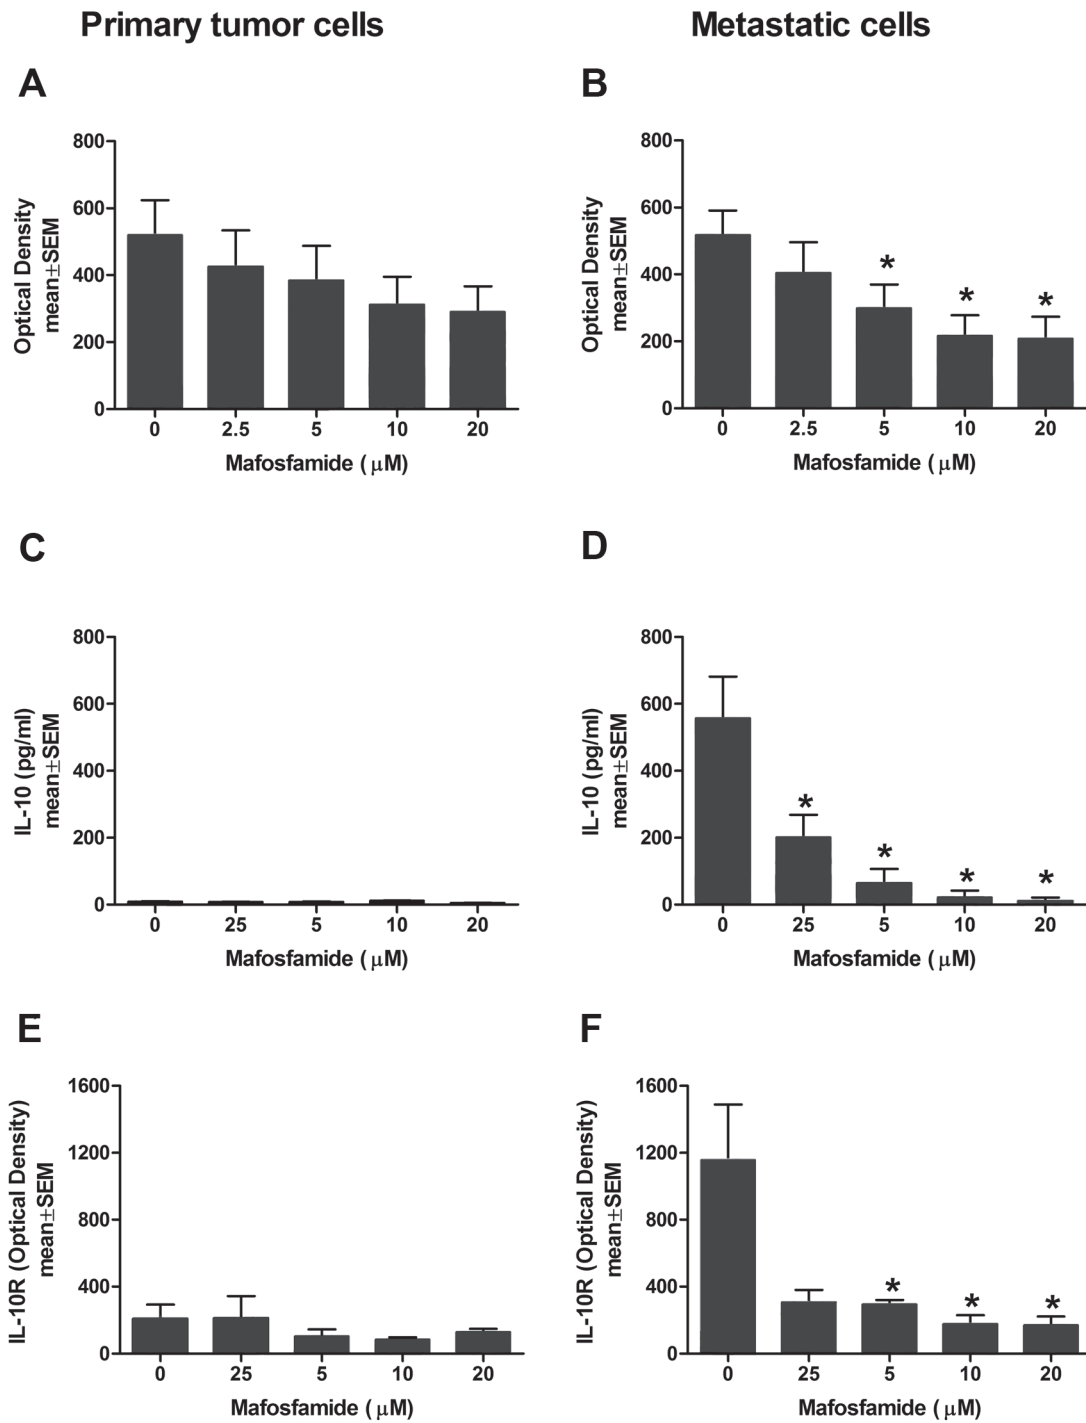 Primary tumor cells
Metastatic cells
A
Optical Density
mean±SEM
800
600
400
200
0
0 2.5 5 10 20
Mafosfamide ( μM)
B
Optical Density
mean±SEM
800
600
400
200
0
*
*
*
0 2.5 5 10 20
Mafosfamide ( μM)
C
IL-10 (pg/ml)
mean±SEM
800
600
400
200
0
0 25 5 10 20
Mafosfamide ( μM)
D
IL-10 (pg/ml)
mean±SEM
800
600
400
200
0
*
*
*
*
0 25 5 10 20
Mafosfamide ( μM)
E
IL-10R (Optical Density)
mean±SEM
1600
1200
800
400
0
0 25 5 10 20
Mafosfamide ( μM)
F
IL-10R (Optical Density)
mean±SEM
1600
1200
800
400
0
*
*
*
0 25 5 10 20
Mafosfamide ( μM)